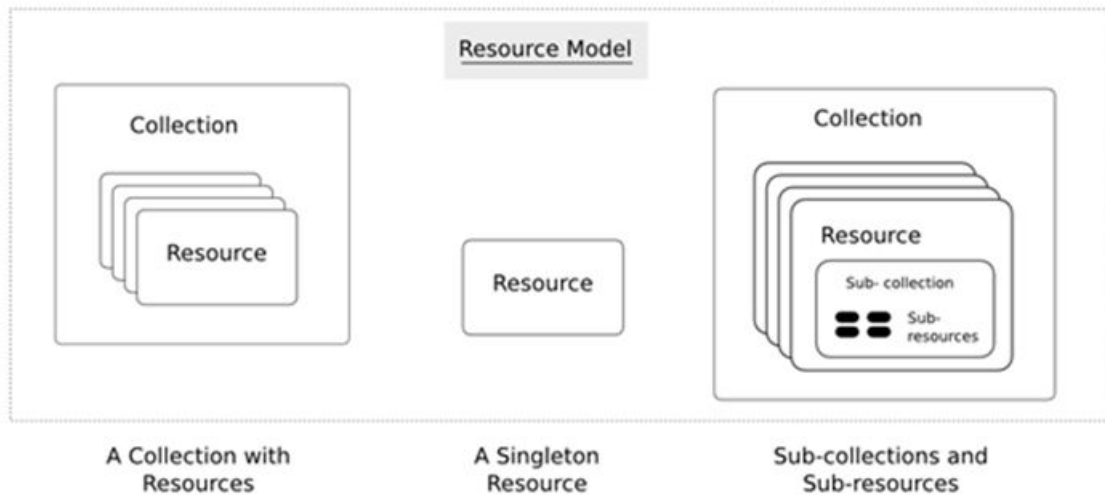 Resource Model
Collection
Resource
Resource
Collection
Resource
Sub- collection
Sub-
resources
A Collection with
Resources
A Singleton
Resource
Sub-collections and
Sub-resources